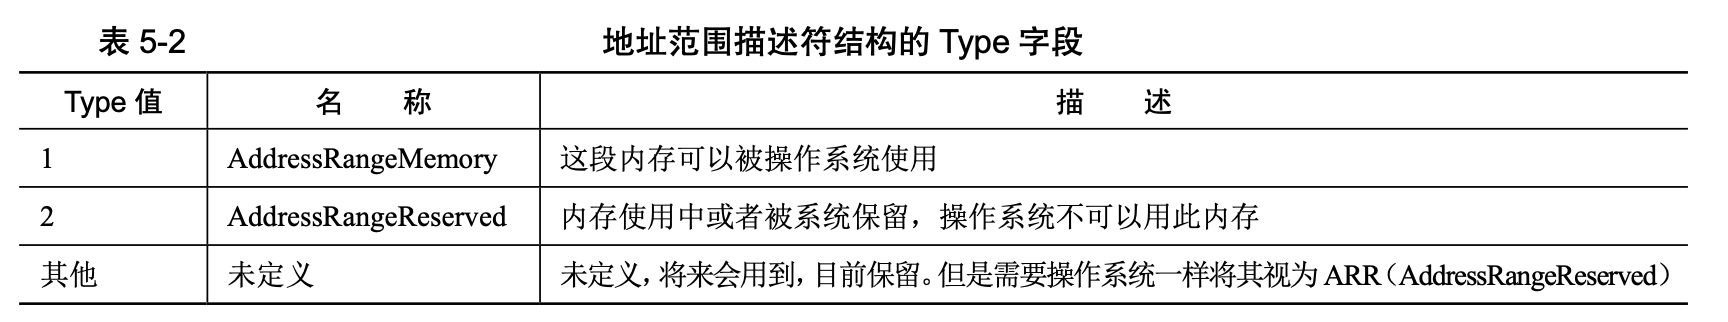 表 5-2 地址范围描述符结构的 Type 字段
Type 值 名 称 描 述
1 AddressRangeMemory 这段内存可以被操作系统使用
2 AddressRangeReserved 内存使用中或者被系统保留，操作系统不可以用此内存
其他 未定义 未定义，将来会用到，目前保留。但是需要操作系统一样将其视为 ARR（AddressRangeReserved）